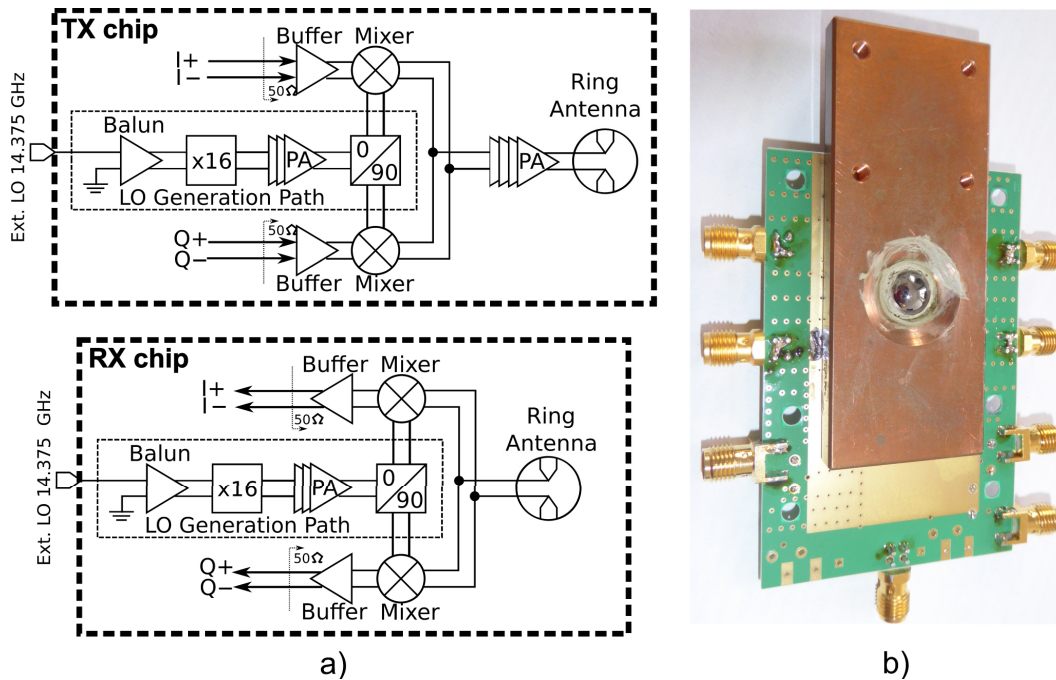 TX chip
Buffer Mixer
I+
I−
50Ω
Ring
Antenna
Balun
x16
PA
0
90
PA
LO Generation Path
Ext. LO 14.375 GHz
Q+
Q−
50Ω
Buffer
Mixer
RX chip
Buffer Mixer
I+
I−
50Ω
Ring
Antenna
Balun
x16
PA
0
90
LO Generation Path
Ext. LO 14.375 GHz
Q+
Q−
50Ω
Buffer
Mixer
a)
b)